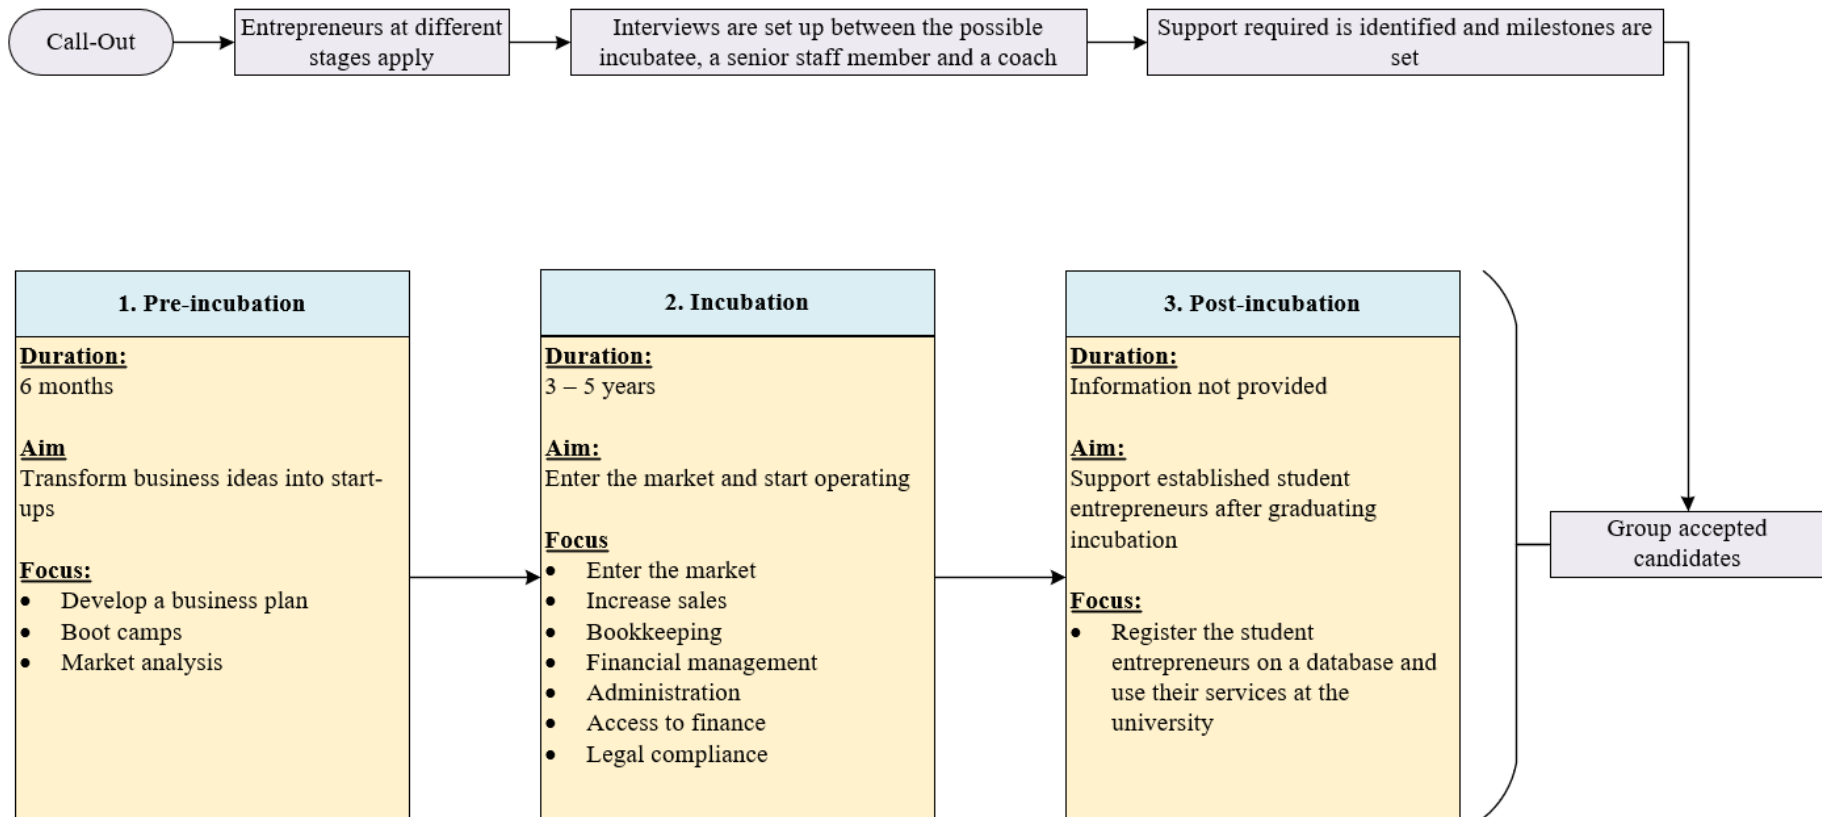 Call-Out
Entrepreneurs at different
stages apply
Interviews are set up between the possible
incubatee, a senior staff member and a coach
Support required is identified and milestones are
set
1. Pre-incubation
Duration:
6 months
Aim
Transform business ideas into start-
ups
Focus:
• Develop a business plan
• Boot camps
• Market analysis
2. Incubation
Duration:
3 – 5 years
Aim:
Enter the market and start operating
Focus
• Enter the market
• Increase sales
• Bookkeeping
• Financial management
• Administration
• Access to finance
• Legal compliance
3. Post-incubation
Duration:
Information not provided
Aim:
Support established student
entrepreneurs after graduating
incubation
Focus:
• Register the student
entrepreneurs on a database and
use their services at the
university
Group accepted
candidates